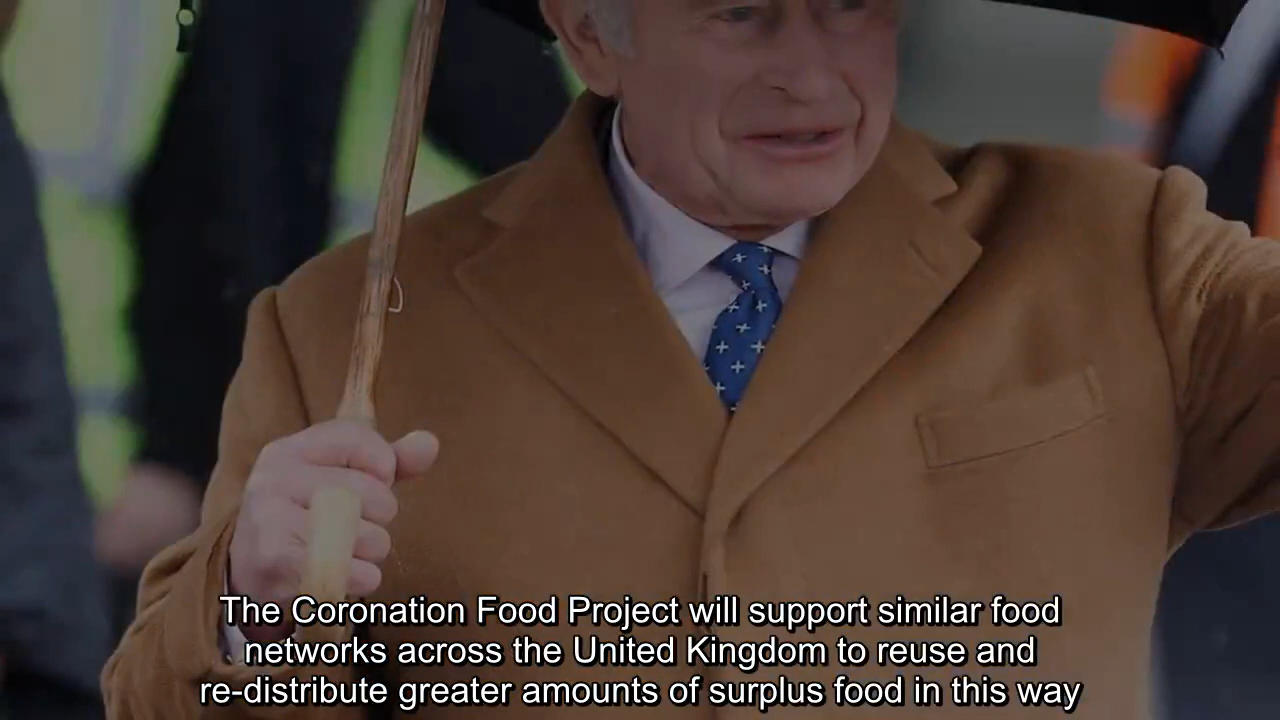 The Coronation Food Project will support similar food
networks across the United Kingdom to reuse and
re-distribute greater amounts of surplus food in this way